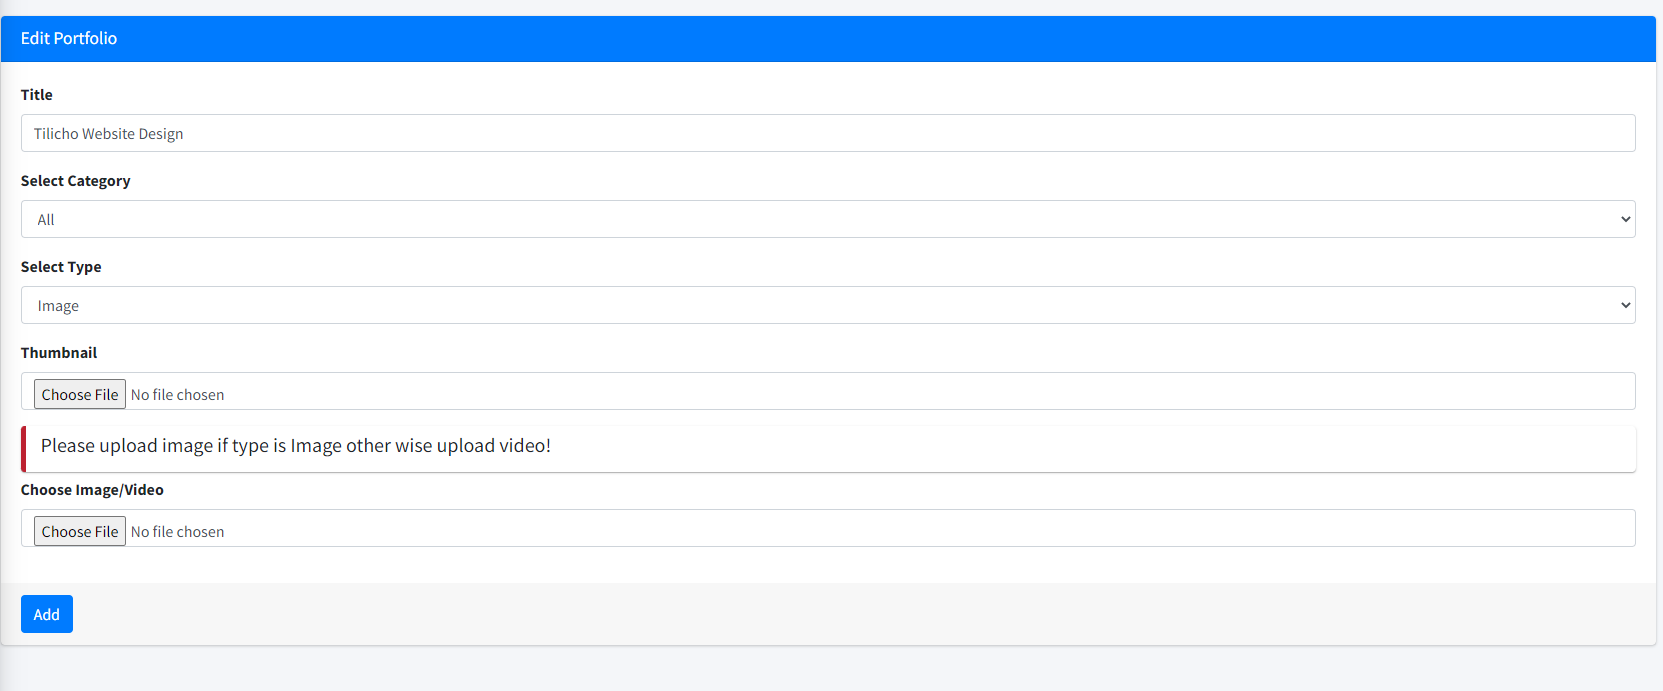 Edit Portfolio
Title
Tilicho Website Design
Select Category
All
Select Type
Image
Thumbnail
Choose File No file chosen
Please upload image if type is Image other wise upload video!
Choose Image/Video
Choose File No file chosen
Add